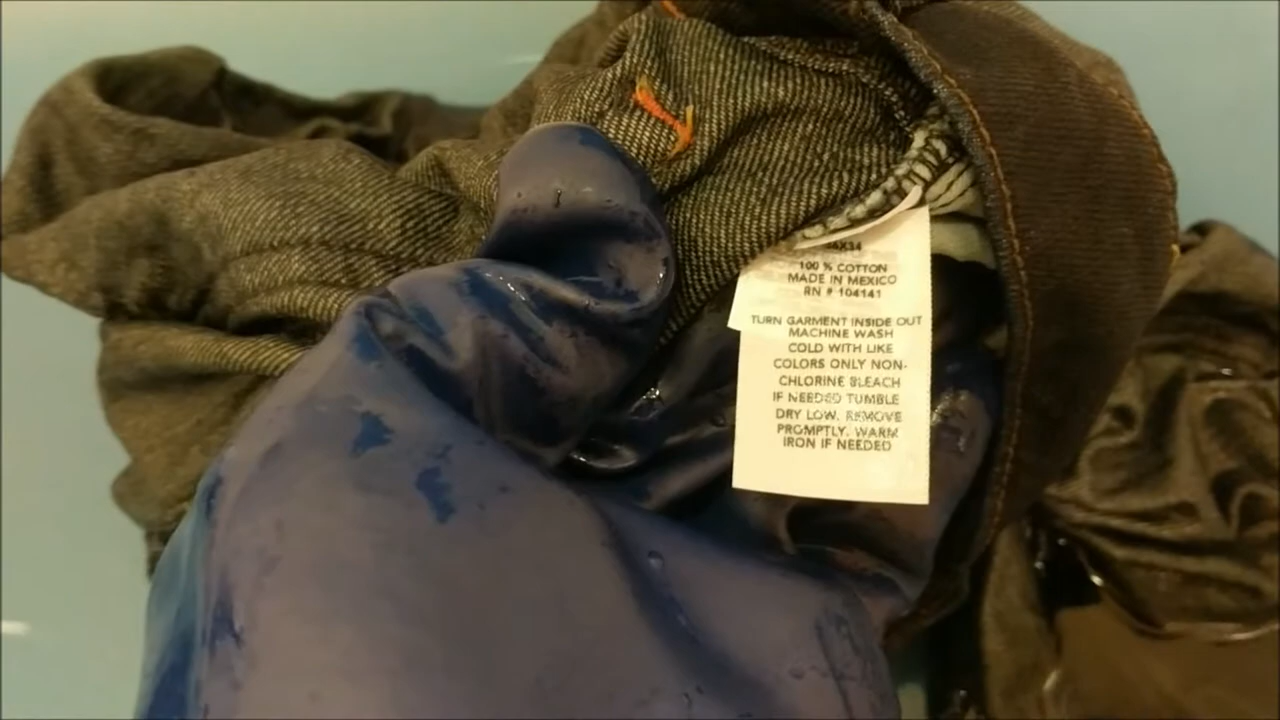 36X34
100 % COTTON
MADE IN MEXICO
RN # 104141
TURN GARMENT INSIDE OUT
MACHINE WASH
COLD WITH LIKE
COLORS ONLY NON-
CHLORINE BLEACH
IF NEEDED TUMBLE
DRY LOW. REMOVE
PROMPTLY. WARM
IRON IF NEEDED